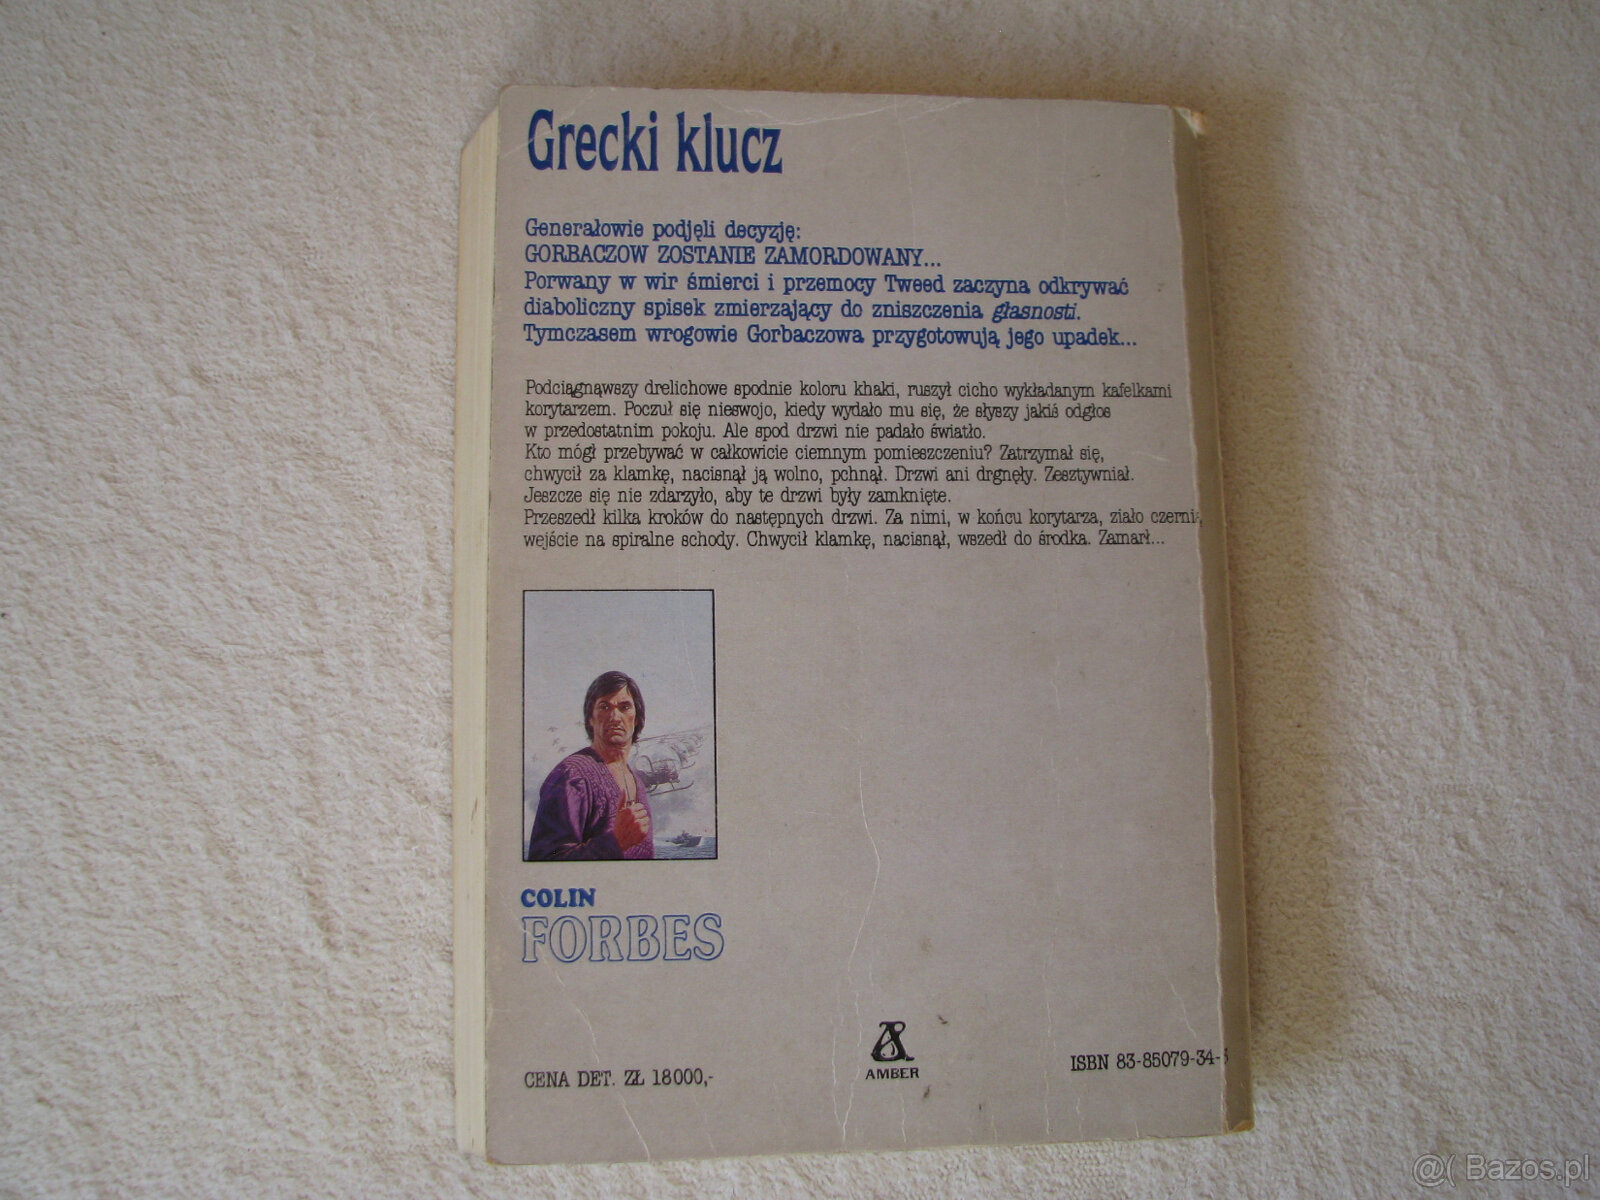 Grecki klucz
Generałowie podjęli decyzję:
GORBACZOW ZOSTANIE ZAMORDOWANY...
Porwany w wir śmierci i przemocy Tweed zaczyna odkrywać
diaboliczny spisek zmierzający do zniszczenia głasnosti.
Tymczasem wrogowie Gorbaczowa przygotowują jego upadek...
Podciągnąwszy drelichowe spodnie koloru khaki, ruszył cicho wykładanym kafelkami
korytarzem. Poczuł się nieswojo, kiedy wydało mu się, że słyszy jakiś odgłos
w przedostatnim pokoju. Ale spod drzwi nie padało światło.
Kto mógł przebywać w całkowicie ciemnym pomieszczeniu? Zatrzymał się,
chwycił za klamkę, nacisnął ją wolno, pchnął. Drzwi ani drgnęły. Zesztywniał.
Jeszcze się nie zdarzyło, aby te drzwi były zamknięte.
Przeszedł kilka kroków do następnych drzwi. Za nimi, w końcu korytarza, ziało czernią
wejście na spiralne schody. Chwycił klamkę, nacisnął, wszedł do środka. Zamarł...
COLIN
FORBES
AMBER
CENA DET. ZŁ 18000,-
ISBN 83-85079-34-
@( Bazos.pl